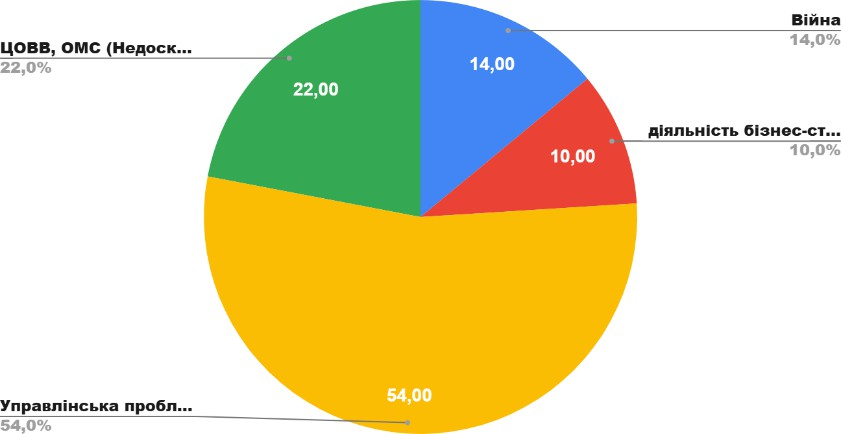 Війна
14,0%
ЦОВВ, ОМС (Недоск...
22,0%
14,00
22,00
діяльність бізнес-ст...
10,0%
10,00
54,00
Управлінська пробл...
54,0%